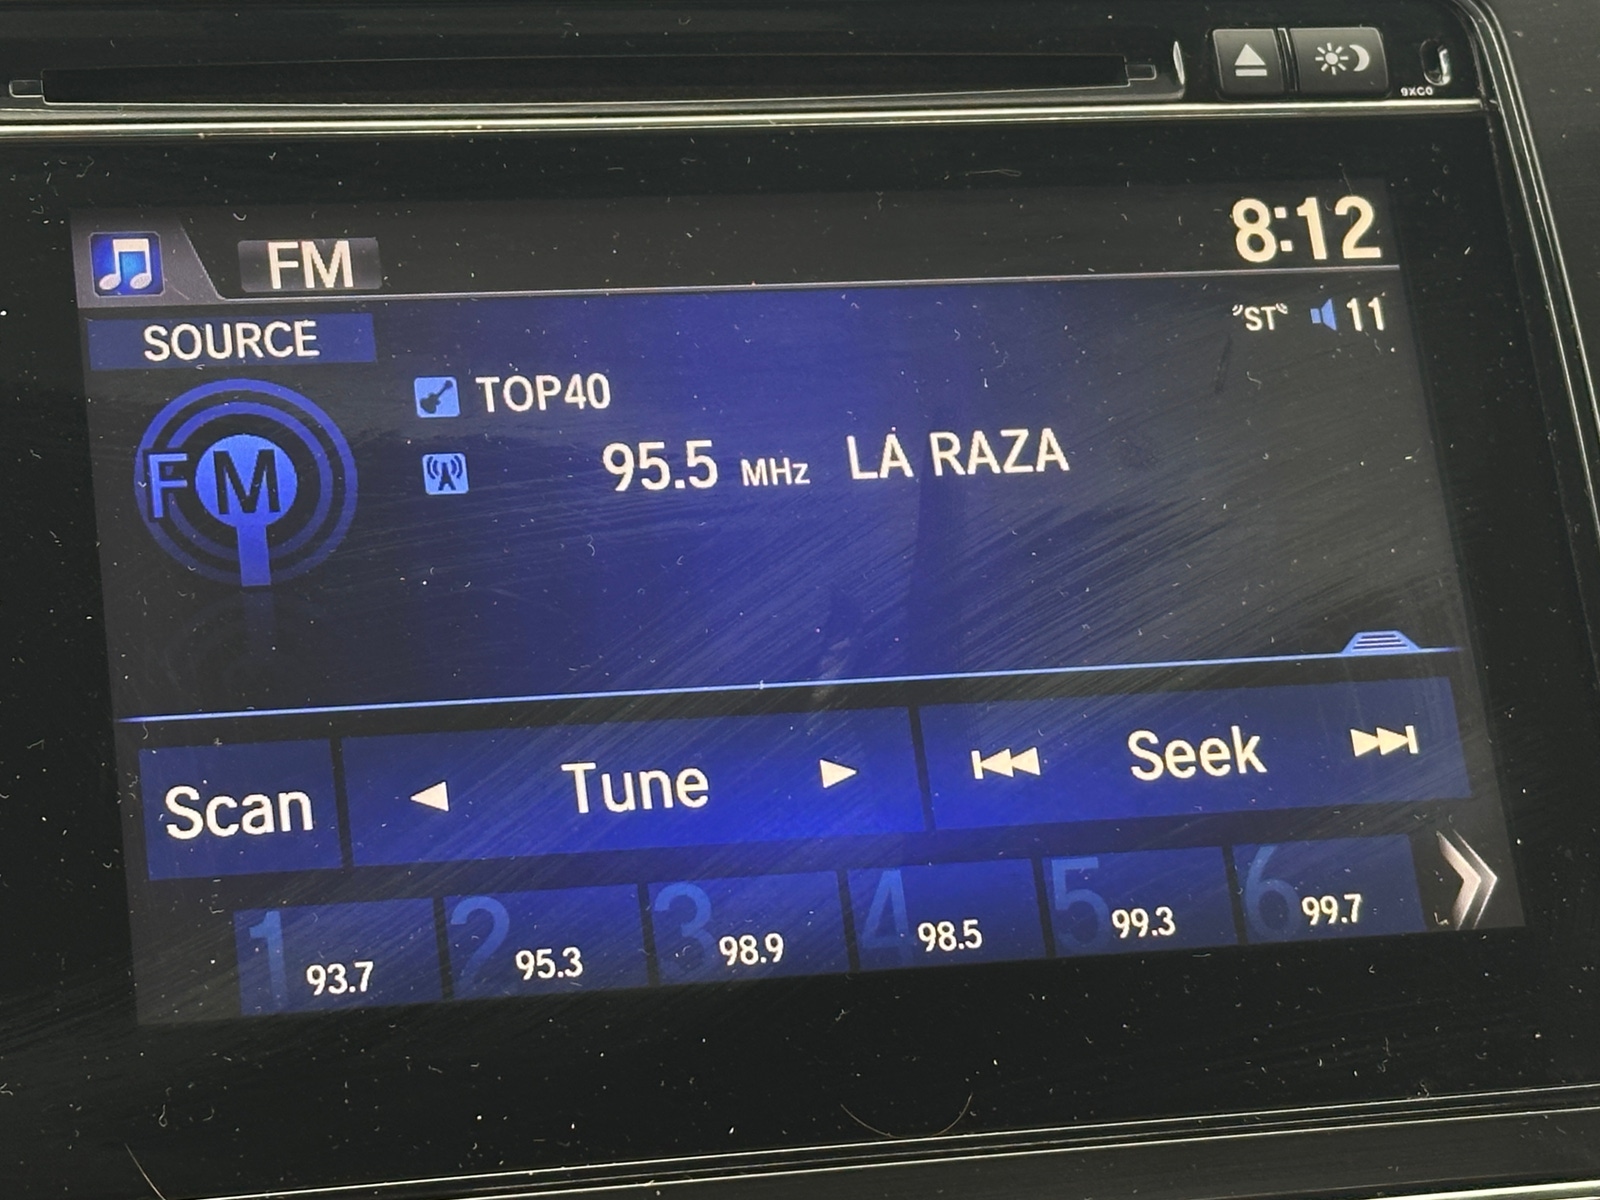 9XC0
FM
8:12
SOURCE
"ST" 11
TOP40
FM
95.5 MHz LA RAZA
Scan Tune Seek
1 2 3 4 5 6
93.7 95.3 98.9 98.5 99.3 99.7